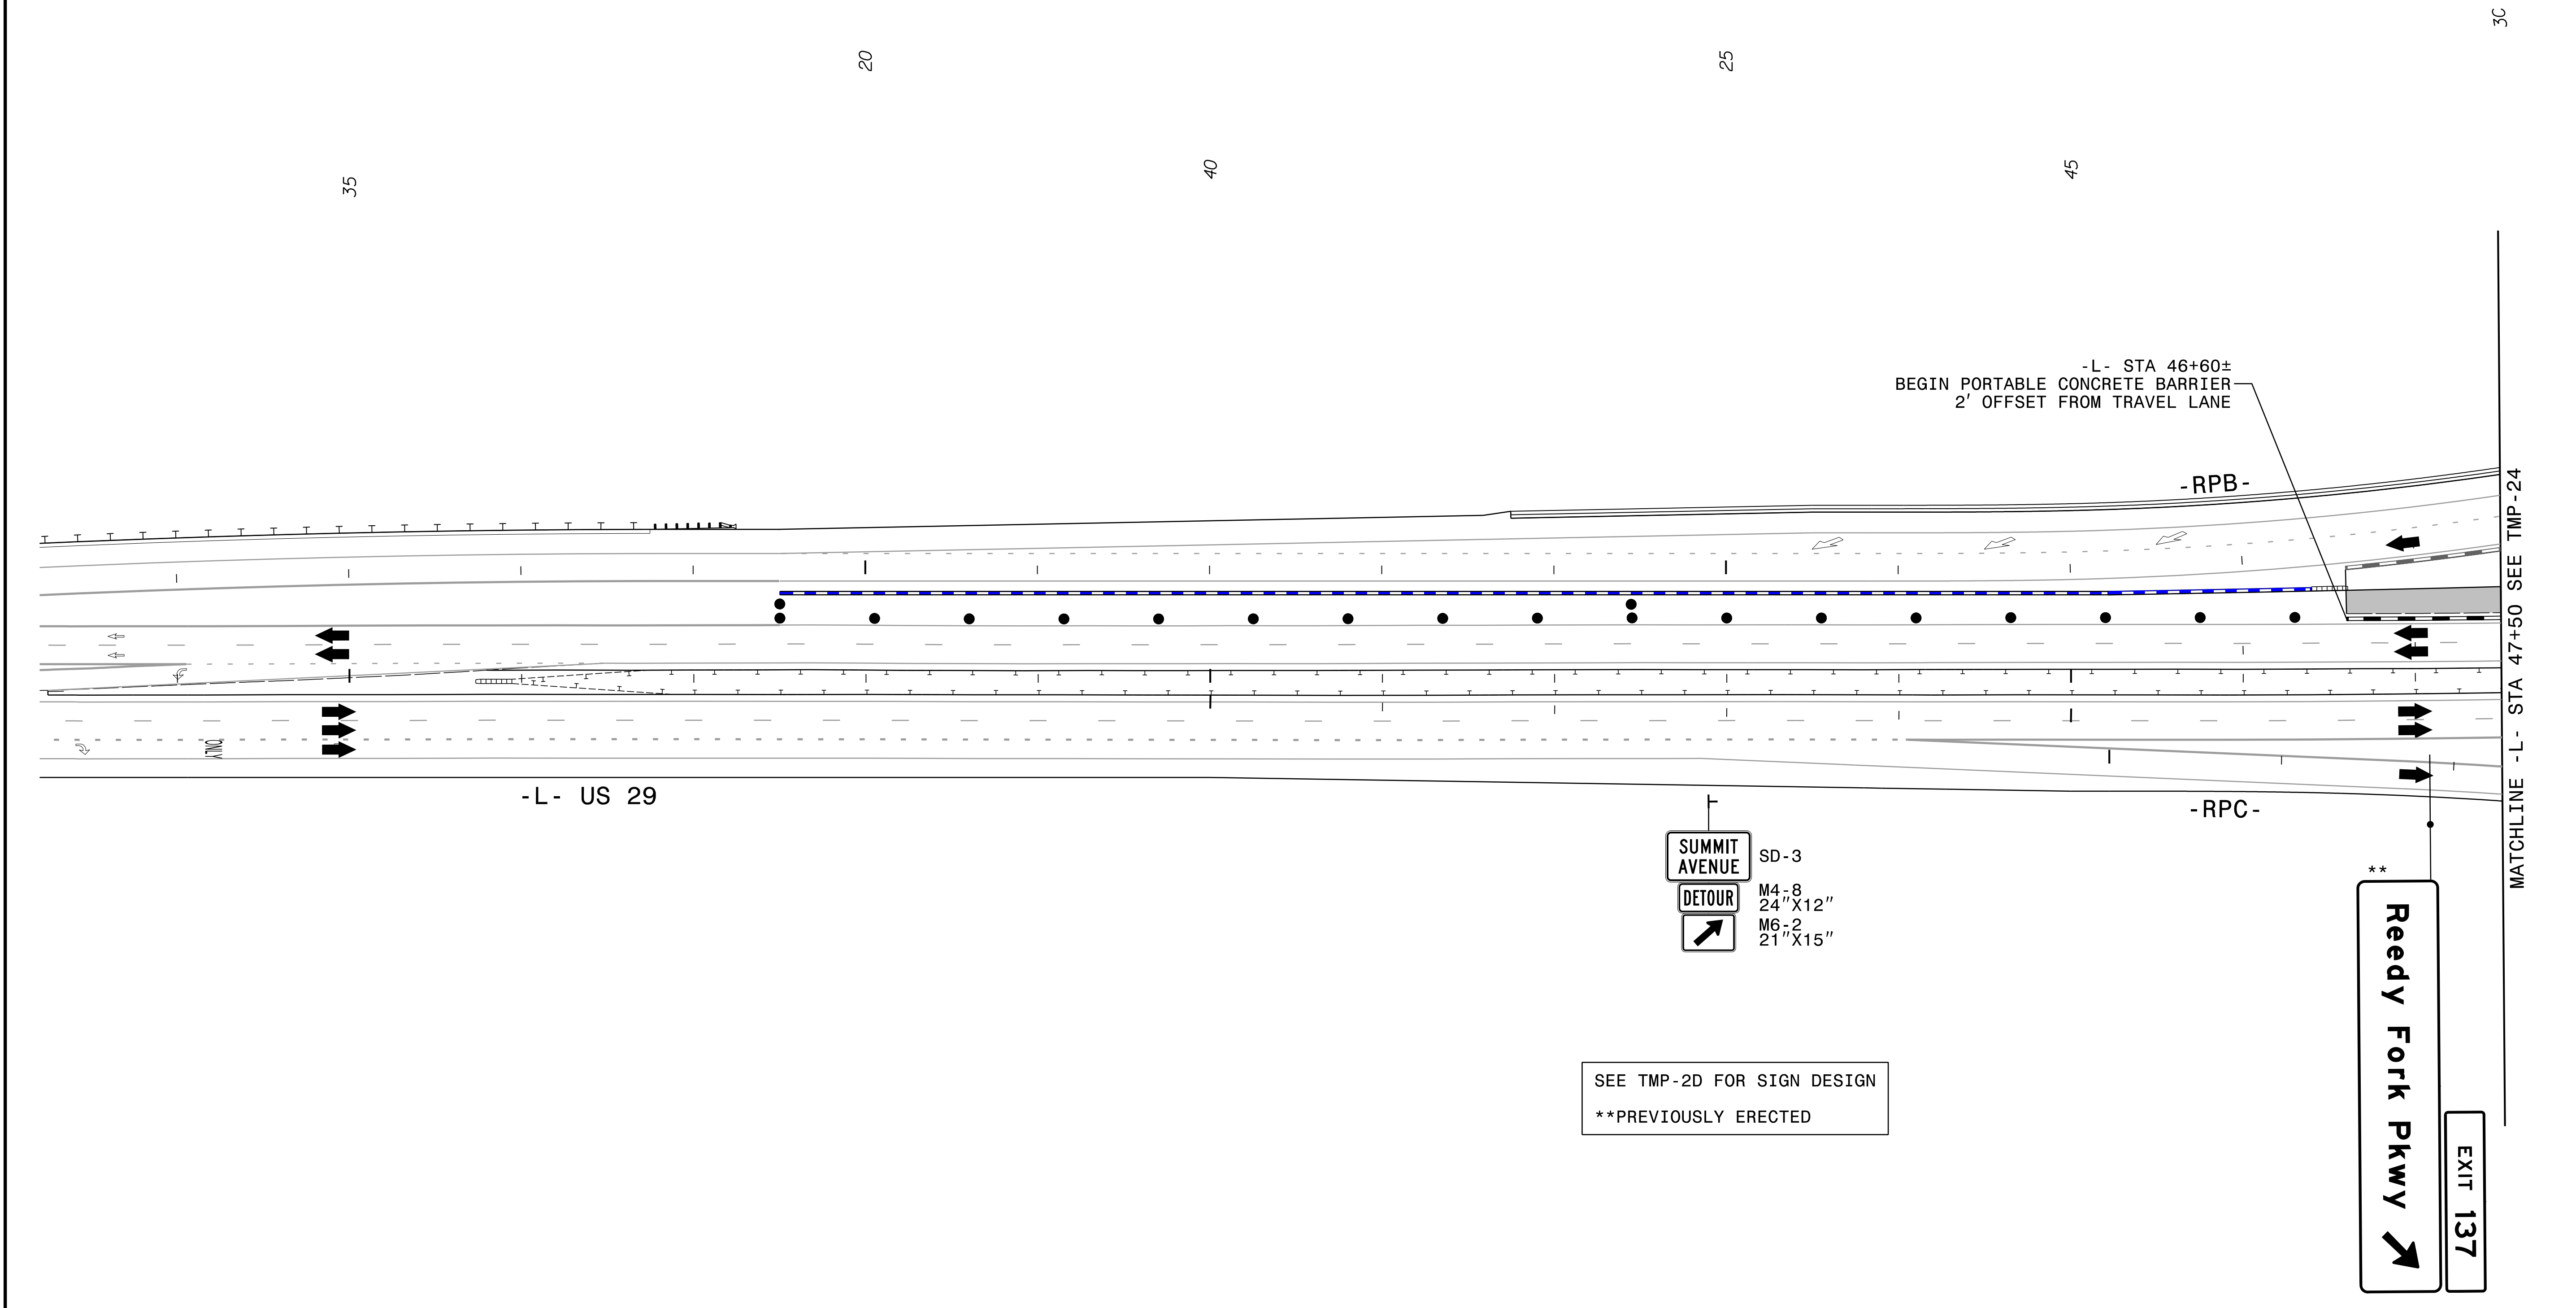 3C
20
25
35
40
45
-L- STA 46+60±
BEGIN PORTABLE CONCRETE BARRIER
2' OFFSET FROM TRAVEL LANE
-RPB-
MATCHLINE -L- STA 47+50 SEE TMP-24
ONLY
-L- US 29
-RPC-
SUMMIT
AVENUE
SD-3
DETOUR
M4-8
24"X12"
M6-2
21"X15"
**
Reedy Fork Pkwy
EXIT 137
SEE TMP-2D FOR SIGN DESIGN
**PREVIOUSLY ERECTED